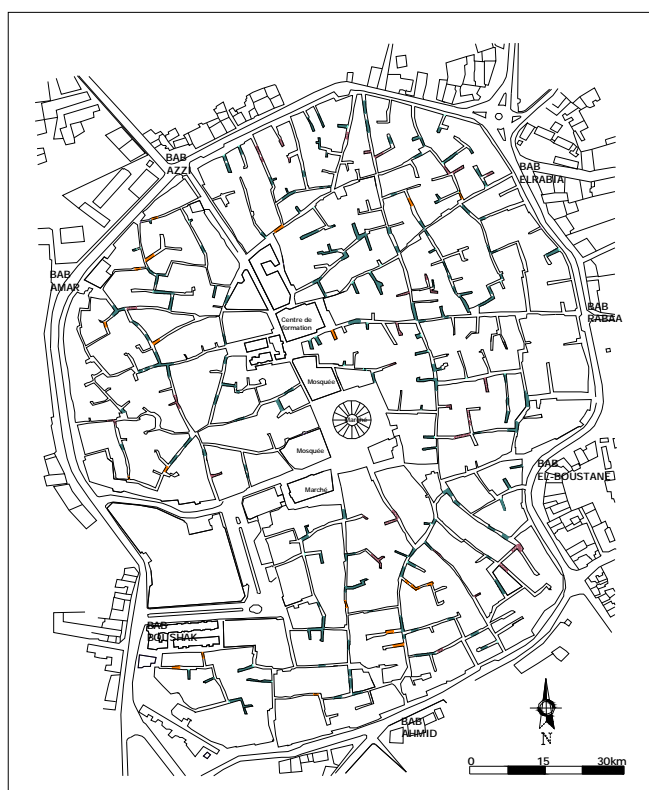 BAB
AZZI
BAB
ELRABIA
BAB
AMAR
BAB
RABAA
Centre de
formation
Mosquée
Mosquée
Marché
BAB
EL-BOUSTANE
BAB
BOUSHAK
BAB
AHMID
N
0 15 30km